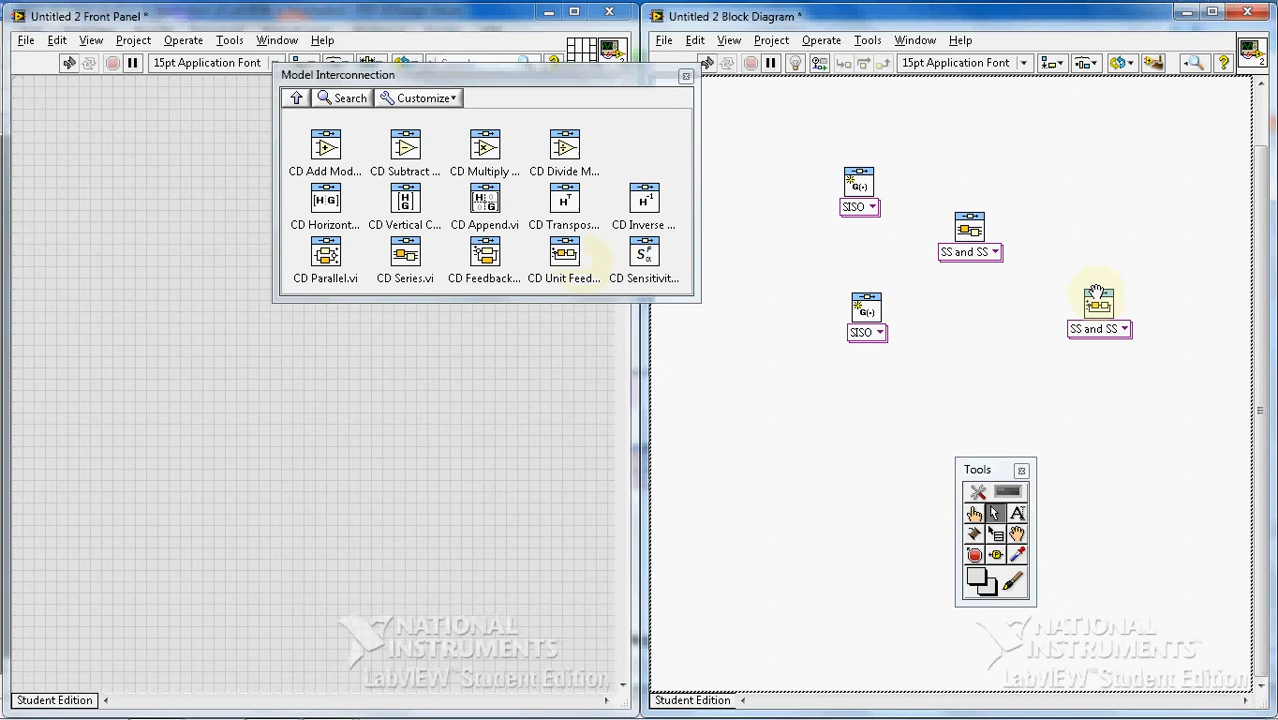 Untitled 2 Front Panel *
File Edit View Project Operate Tools Window Help
15pt Application Font
Model Interconnection
Search Customize
CD Add Mod... CD Subtract ... CD Multiply ... CD Divide M...
CD Horizont... CD Vertical C... CD Append.vi CD Transpos... CD Inverse ...
CD Parallel.vi CD Series.vi CD Feedback... CD Unit Feed... CD Sensitivit...
NATIONAL
INSTRUMENTS
LabVIEW Student Edition
Student Edition
Untitled 2 Block Diagram *
File Edit View Project Operate Tools Window Help
15pt Application Font
2
G(•)
SISO
SS and SS
G(•)
SISO
SS and SS
Tools
NATIONAL
INSTRUMENTS
LabVIEW Student Edition
Student Edition